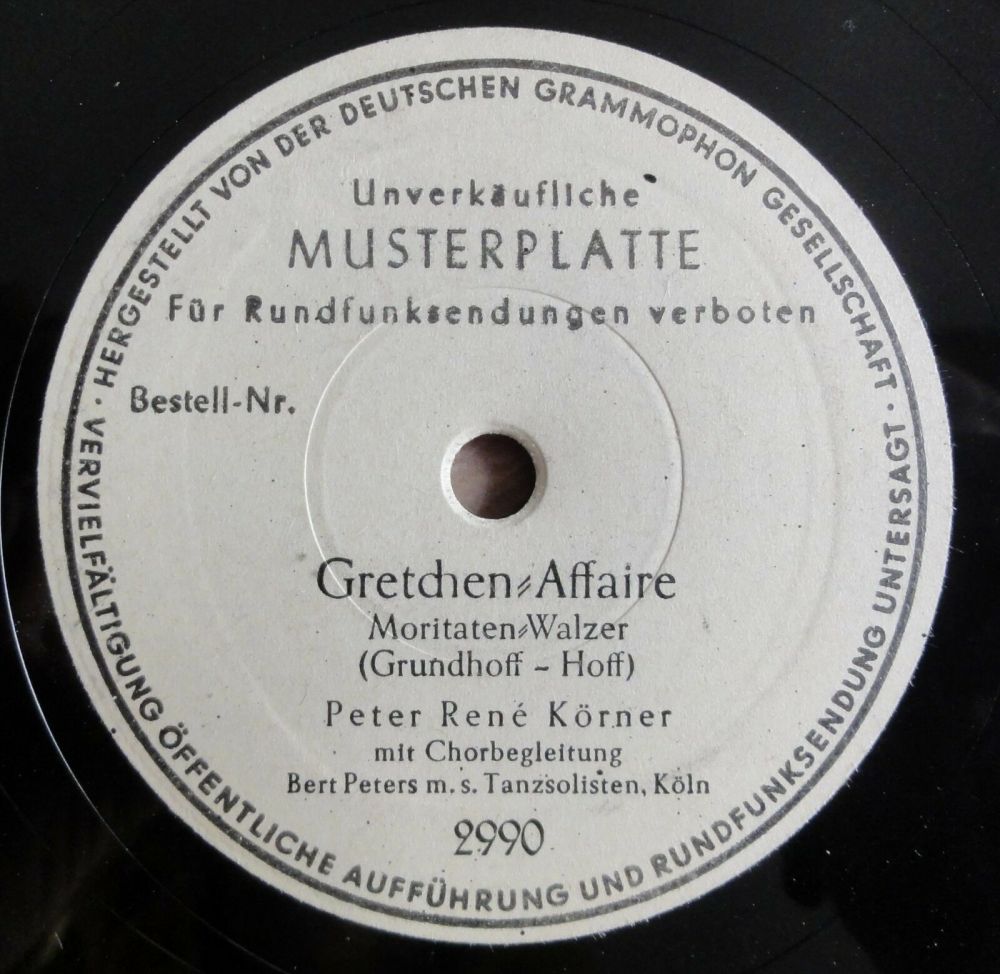 · HERGESTELLT VON DER DEUTSCHEN GRAMMOPHON GESELLSCHAFT ·
VERVIELFÄLTIGUNG ÖFFENTLICHE AUFFÜHRUNG UND RUNDFUNKSENDUNG UNTERSAGT
Unverkäufliche
MUSTERPLATTE
Für Rundfunksendungen verboten
Bestell-Nr.
Gretchen-Affaire
Moritaten-Walzer
(Grundhoff – Hoff)
Peter René Körner
mit Chorbegleitung
Bert Peters m. s. Tanzsolisten, Köln
2990